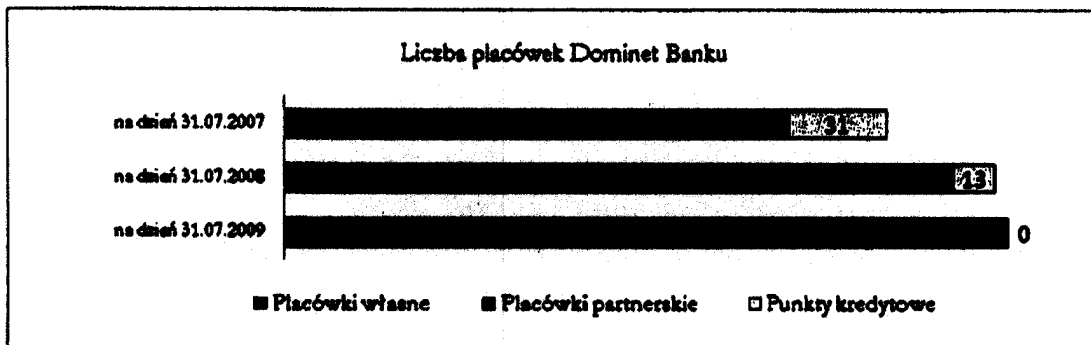 Liczba placówek Dominet Banku
na dzień 31.07.2007
31
na dzień 31.07.2008
13
na dzień 31.07.2009
0
Placówki własne Placówki partnerskie Punkty kredytowe